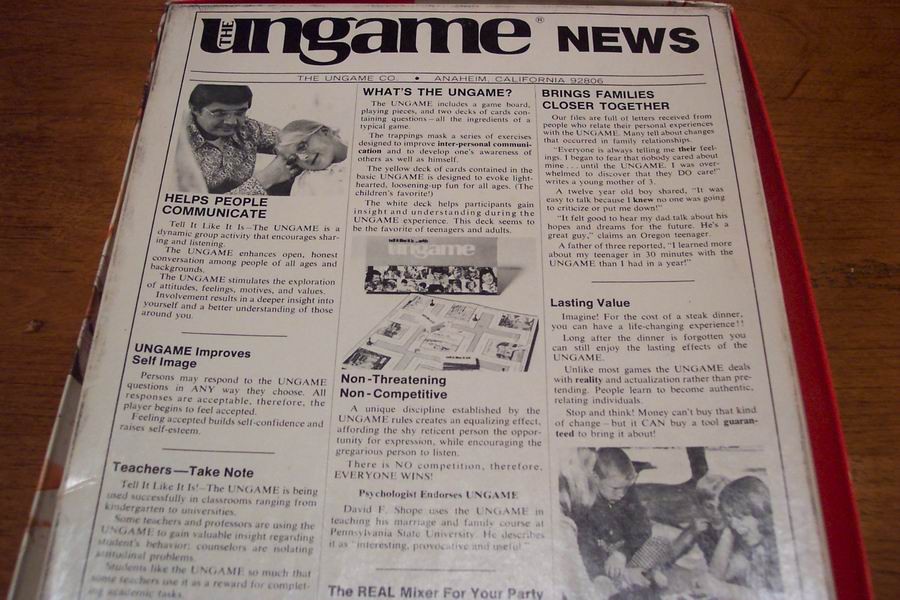 THE ungame® NEWS
THE UNGAME CO. • ANAHEIM, CALIFORNIA 92806
HELPS PEOPLE
COMMUNICATE
Tell It Like It Is—The UNGAME is a
dynamic group activity that encourages shar-
ing and listening.
The UNGAME enhances open, honest
conversation among people of all ages and
backgrounds.
The UNGAME stimulates the exploration
of attitudes, feelings, motives, and values.
Involvement results in a deeper insight into
yourself and a better understanding of those
around you.
UNGAME Improves
Self Image
Persons may respond to the UNGAME
questions in ANY way they choose. All
responses are acceptable, therefore, the
player begins to feel accepted.
Feeling accepted builds self-confidence and
raises self-esteem.
Teachers—Take Note
Tell It Like It Is!—The UNGAME is being
used successfully in classrooms ranging from
kindergarten to universities.
Some teachers and professors are using the
UNGAME to gain valuable insight regarding
student's behavior; counselors are isolating
attitudinal problems.
Students like the UNGAME so much that
some teachers use it as a reward for complet-
ing academic tasks.
WHAT'S THE UNGAME?
The UNGAME includes a game board,
playing pieces, and two decks of cards con-
taining questions—all the ingredients of a
typical game.
The trappings mask a series of exercises
designed to improve inter-personal communi-
cation and to develop one's awareness of
others as well as himself.
The yellow deck of cards contained in the
basic UNGAME is designed to evoke light-
hearted, loosening-up fun for all ages. (The
children's favorite!)
The white deck helps participants gain
insight and understanding during the
UNGAME experience. This deck seems to
be the favorite of teenagers and adults.
ungame
Non-Threatening
Non-Competitive
A unique discipline established by the
UNGAME rules creates an equalizing effect,
affording the shy reticent person the oppor-
tunity for expression, while encouraging the
gregarious person to listen.
There is NO competition, therefore,
EVERYONE WINS!
Psychologist Endorses UNGAME
David F. Shope uses the UNGAME in
teaching his marriage and family course at
Pennsylvania State University. He describes
it as "interesting, provocative and useful."
The REAL Mixer For Your Party
BRINGS FAMILIES
CLOSER TOGETHER
Our files are full of letters received from
people who relate their personal experiences
with the UNGAME. Many tell about changes
that occurred in family relationships.
"Everyone is always telling me their feel-
ings. I began to fear that nobody cared about
mine . . . until the UNGAME. I was over-
whelmed to discover that they DO care!"
writes a young mother of 3.
A twelve year old boy shared, "It was
easy to talk because I knew no one was going
to criticize or put me down!"
"It felt good to hear my dad talk about his
hopes and dreams for the future. He's a
great guy," claims an Oregon teenager.
A father of three reported, "I learned more
about my teenager in 30 minutes with the
UNGAME than I had in a year!"
Lasting Value
Imagine! For the cost of a steak dinner,
you can have a life-changing experience!!
Long after the dinner is forgotten you
can still enjoy the lasting effects of the
UNGAME.
Unlike most games the UNGAME deals
with reality and actualization rather than pre-
tending. People learn to become authentic,
relating individuals.
Stop and think! Money can't buy that kind
of change—but it CAN buy a tool guaran-
teed to bring it about!